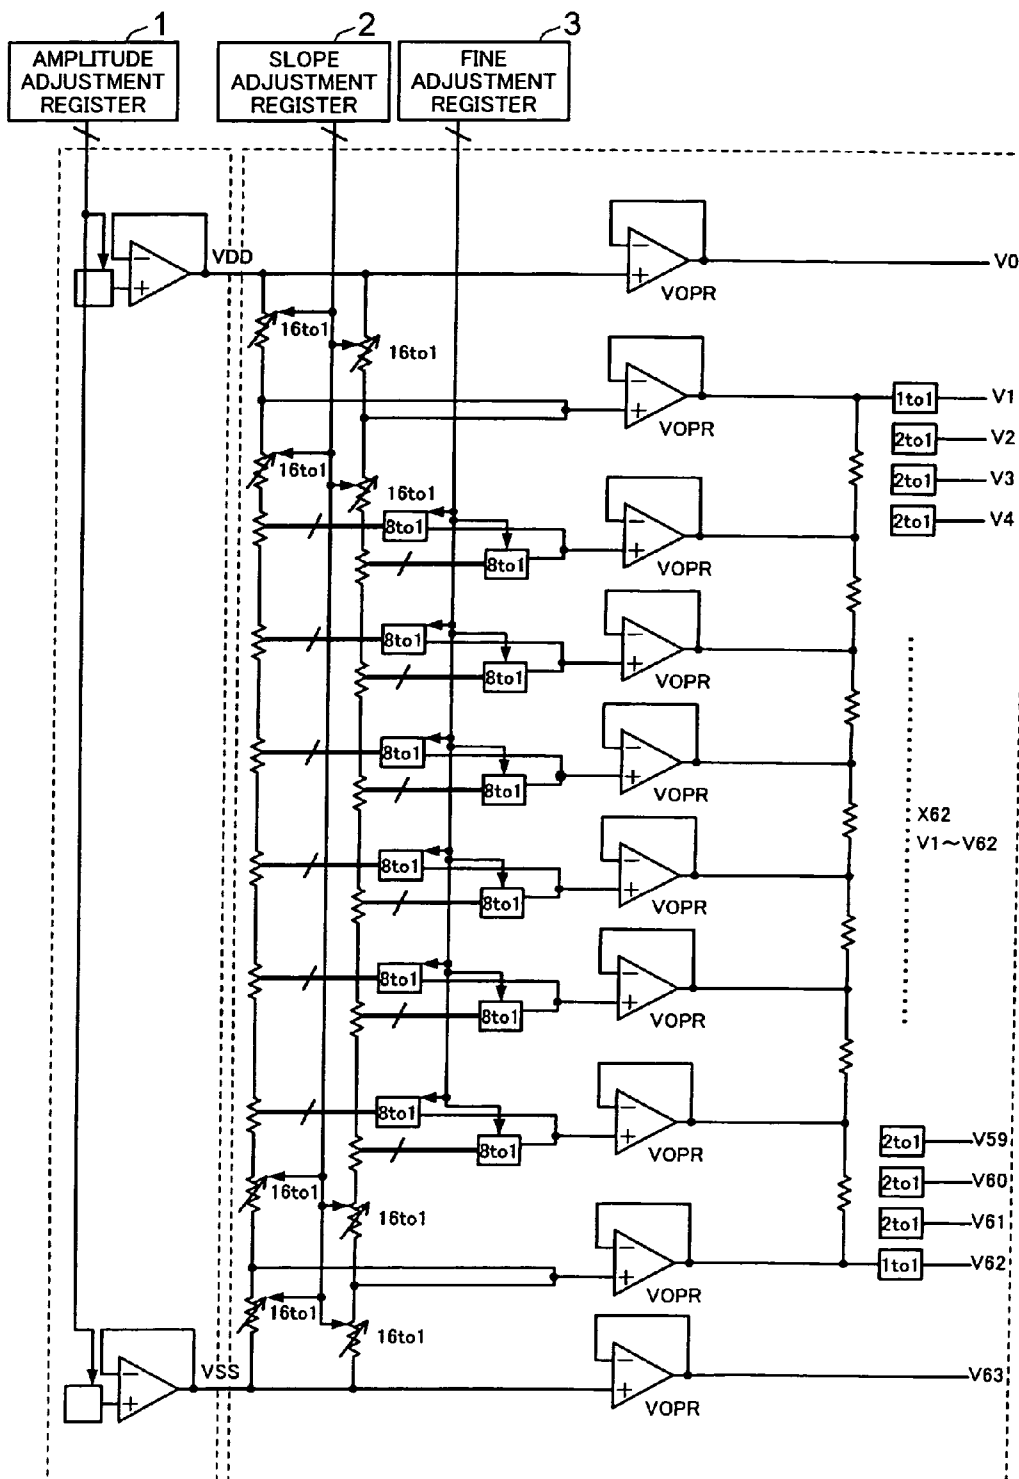 1
2
3
AMPLITUDE
ADJUSTMENT
REGISTER
SLOPE
ADJUSTMENT
REGISTER
FINE
ADJUSTMENT
REGISTER
VDD
−
+
−
+
VOPR
V0
16to1
16to1
−
+
VOPR
1to1
V1
2to1
V2
2to1
V3
2to1
V4
16to1
16to1
8to1
8to1
−
+
VOPR
8to1
8to1
−
+
VOPR
8to1
8to1
−
+
VOPR
X62
V1～V62
8to1
8to1
−
+
VOPR
8to1
8to1
−
+
VOPR
8to1
8to1
−
+
VOPR
2to1
V59
2to1
V60
2to1
V61
1to1
V62
16to1
16to1
−
+
VOPR
16to1
16to1
VSS
−
+
−
+
VOPR
V63